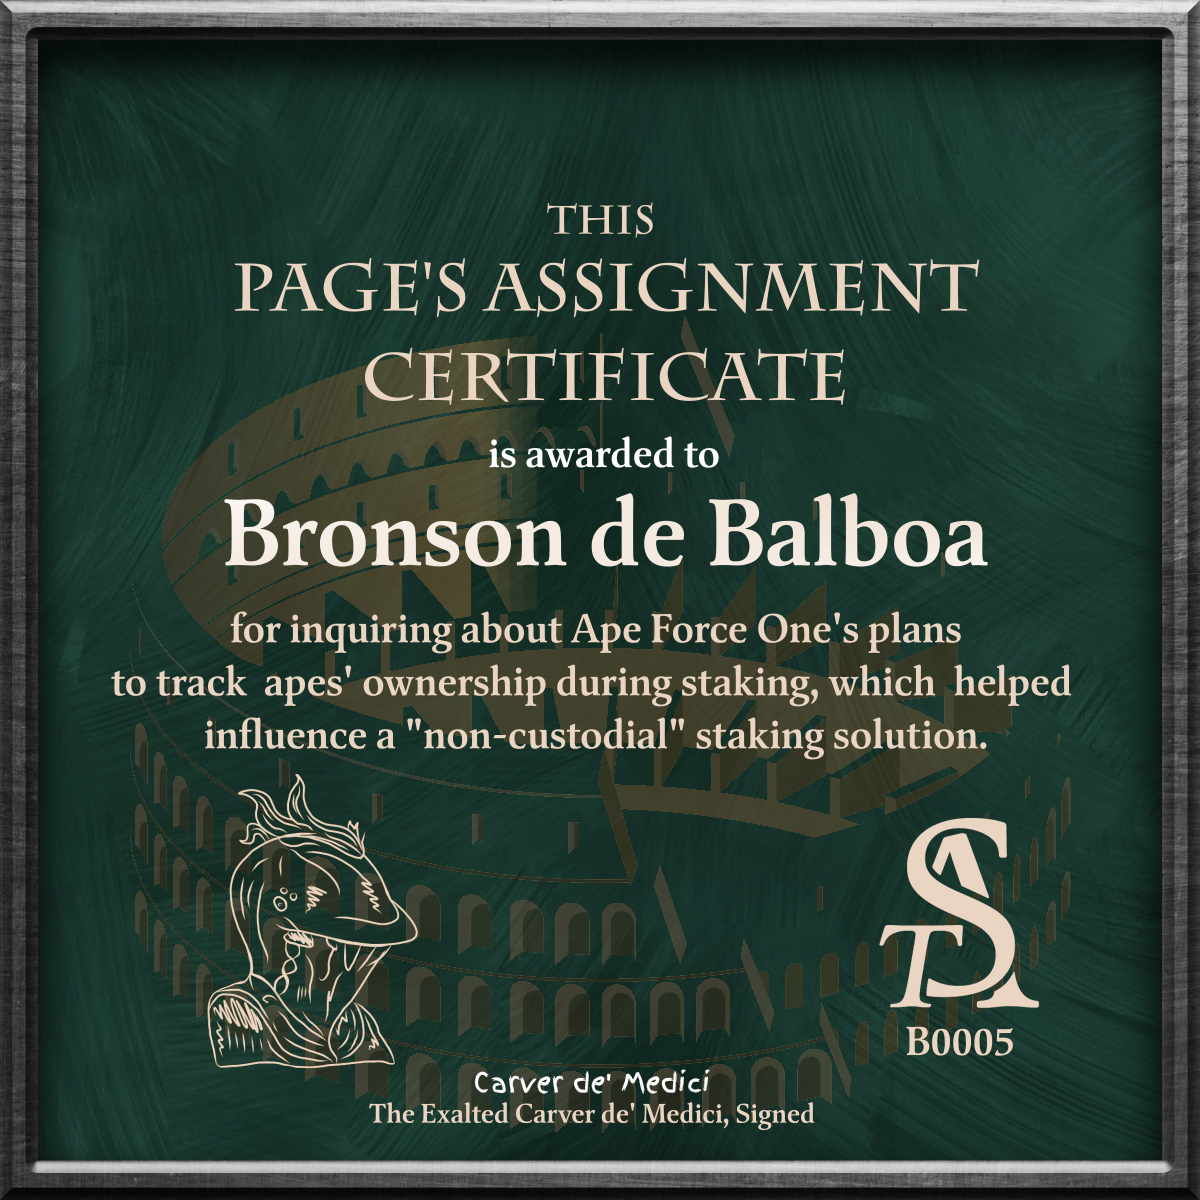 THIS
PAGE'S ASSIGNMENT
CERTIFICATE
is awarded to
Bronson de Balboa
for inquiring about Ape Force One's plans
to track apes' ownership during staking, which helped
influence a "non-custodial" staking solution.
TSA
B0005
Carver de' Medici
The Exalted Carver de' Medici, Signed